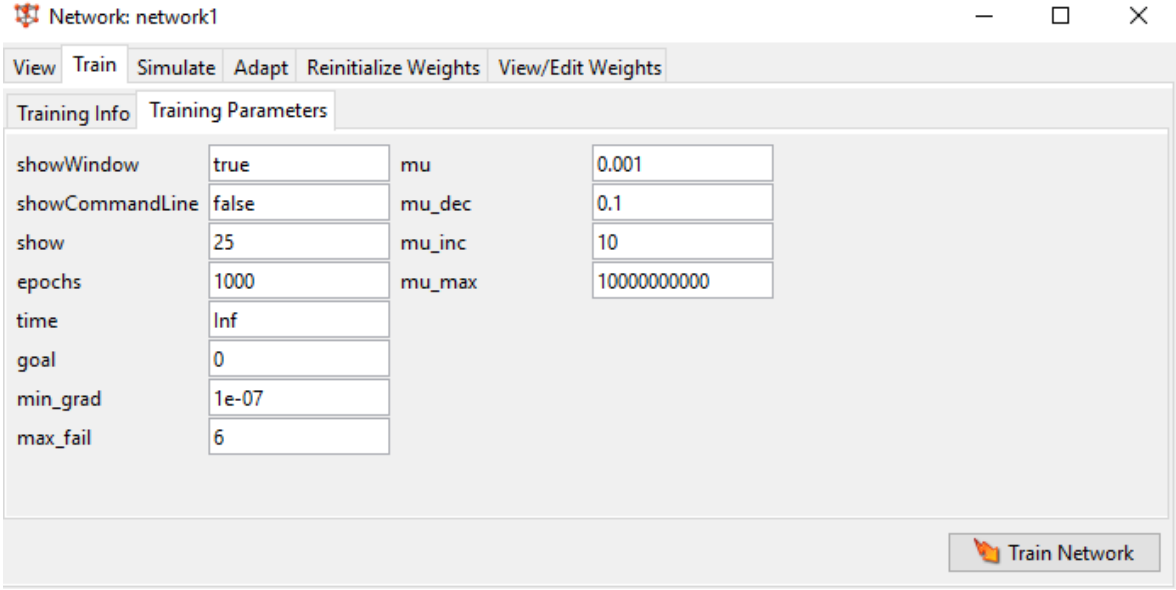 Network: network1
View Train Simulate Adapt Reinitialize Weights View/Edit Weights
Training Info Training Parameters
showWindow true mu 0.001
showCommandLine false mu_dec 0.1
show 25 mu_inc 10
epochs 1000 mu_max 10000000000
time Inf
goal 0
min_grad 1e-07
max_fail 6
Train Network